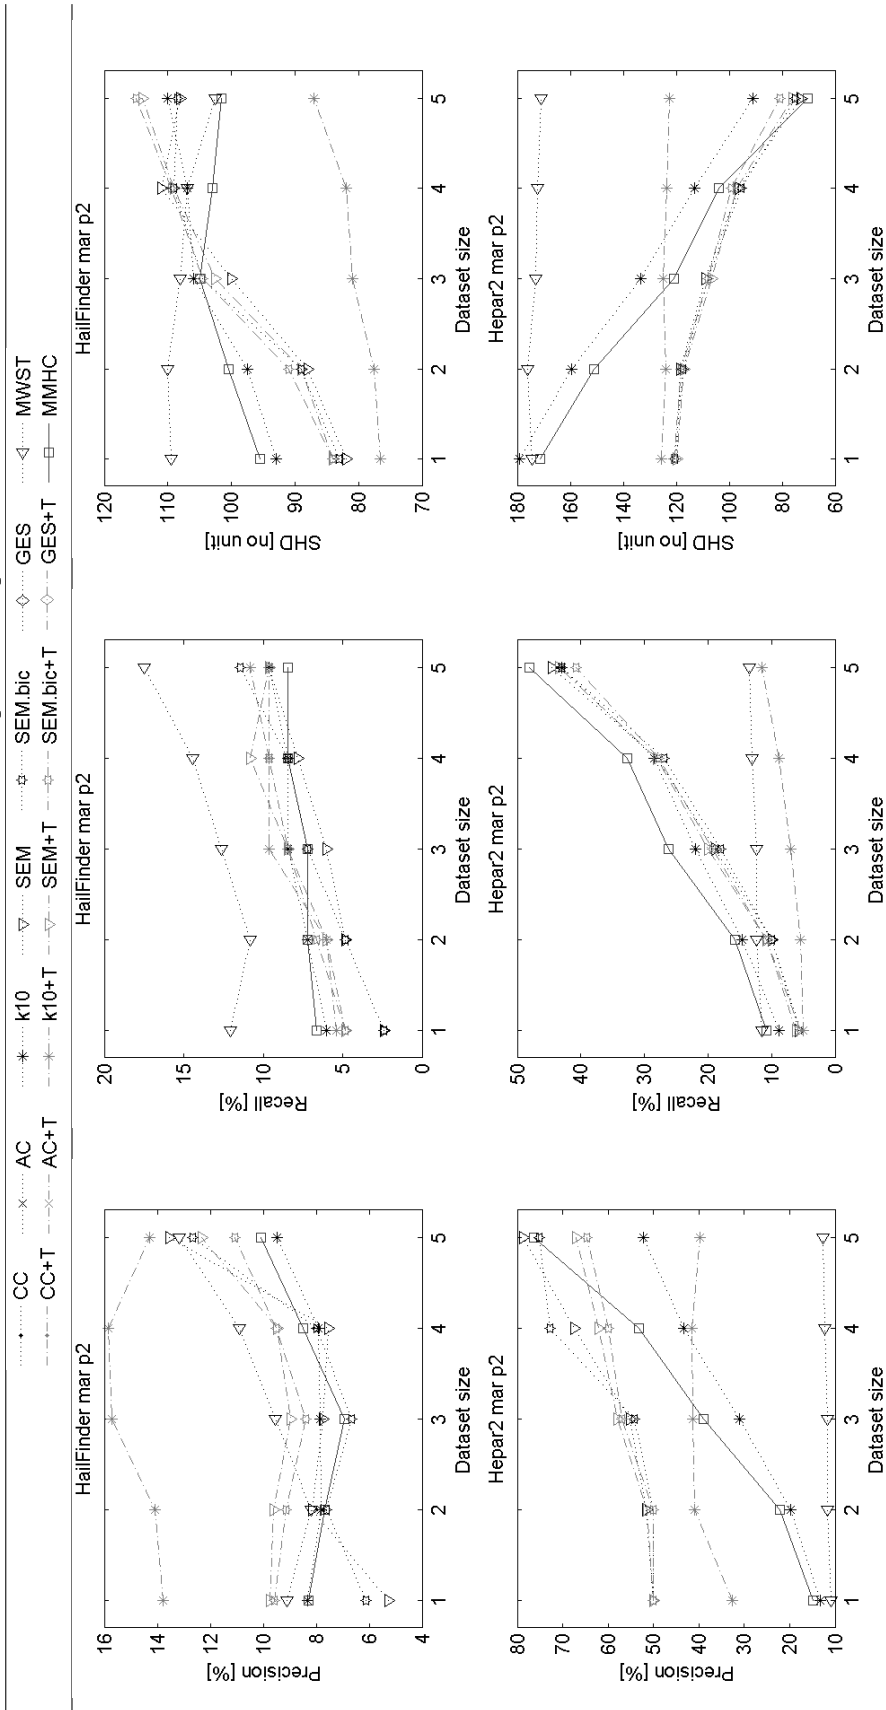 CC AC k10 SEM SEM.bic GES MWST
CC+T AC+T k10+T SEM+T SEM.bic+T GES+T MMHC
HailFinder mar p2
Precision [%]
16
14
12
10
8
6
4
1 2 3 4 5
Dataset size
HailFinder mar p2
Recall [%]
20
15
10
5
0
1 2 3 4 5
Dataset size
HailFinder mar p2
SHD [no unit]
120
110
100
90
80
70
1 2 3 4 5
Dataset size
Hepar2 mar p2
Precision [%]
80
70
60
50
40
30
20
10
1 2 3 4 5
Dataset size
Hepar2 mar p2
Recall [%]
50
40
30
20
10
0
1 2 3 4 5
Dataset size
Hepar2 mar p2
SHD [no unit]
180
160
140
120
100
80
60
1 2 3 4 5
Dataset size